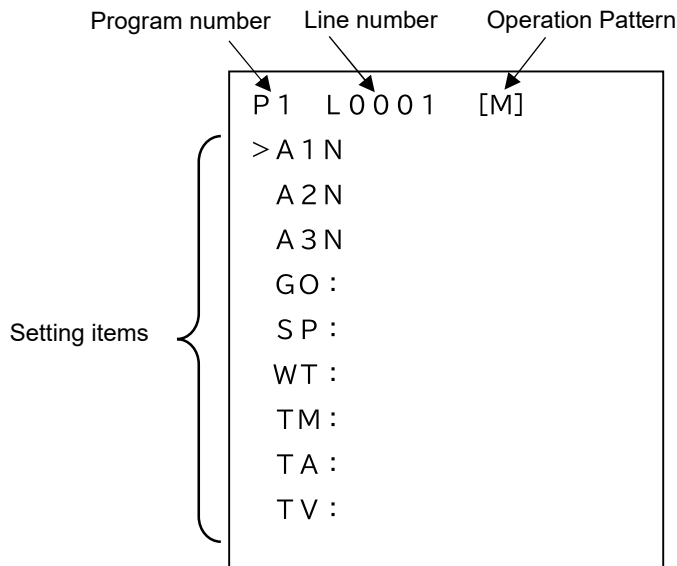 Program number Line number Operation Pattern
P1 L0001 [M]
>A1N
A2N
A3N
GO:
SP:
Setting items
WT:
TM:
TA:
TV: